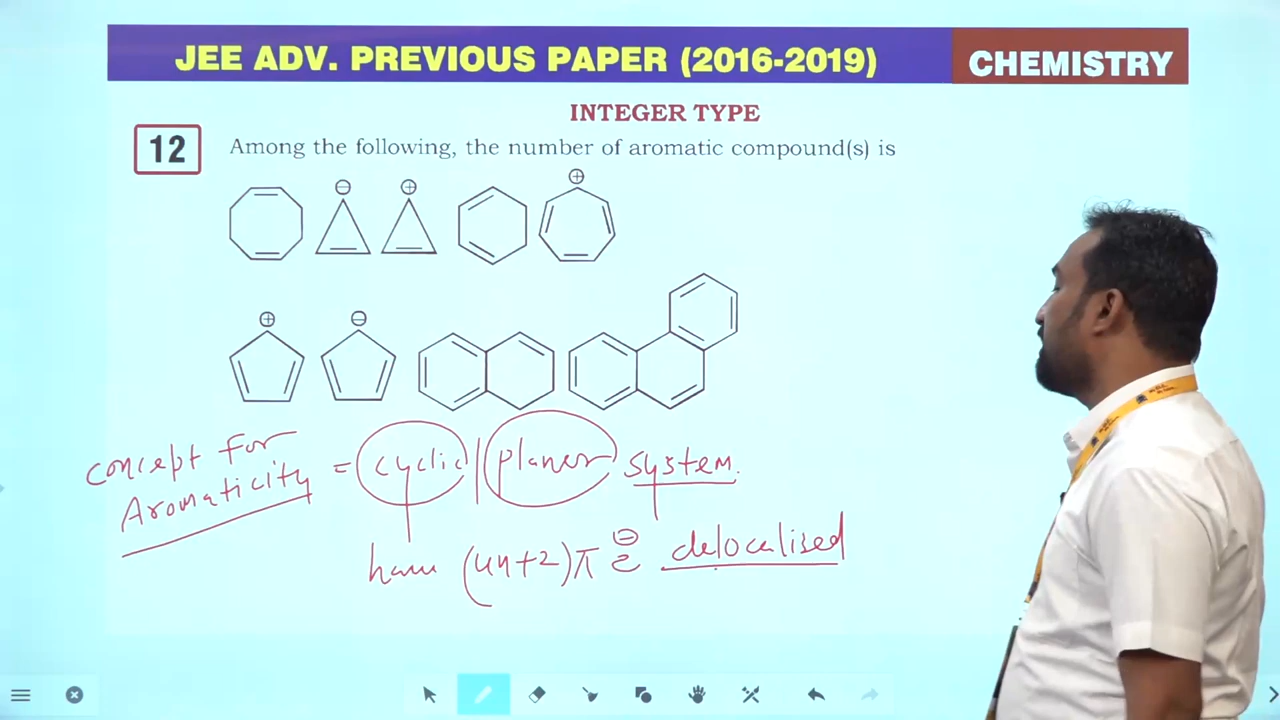 JEE ADV. PREVIOUS PAPER (2016-2019)
CHEMISTRY
INTEGER TYPE
12
Among the following, the number of aromatic compound(s) is
⊖ ⊕ ⊕
⊕ ⊖
concept for
Aromaticity = cyclic | planer system.
have (4n+2)π e⊖ delocalised